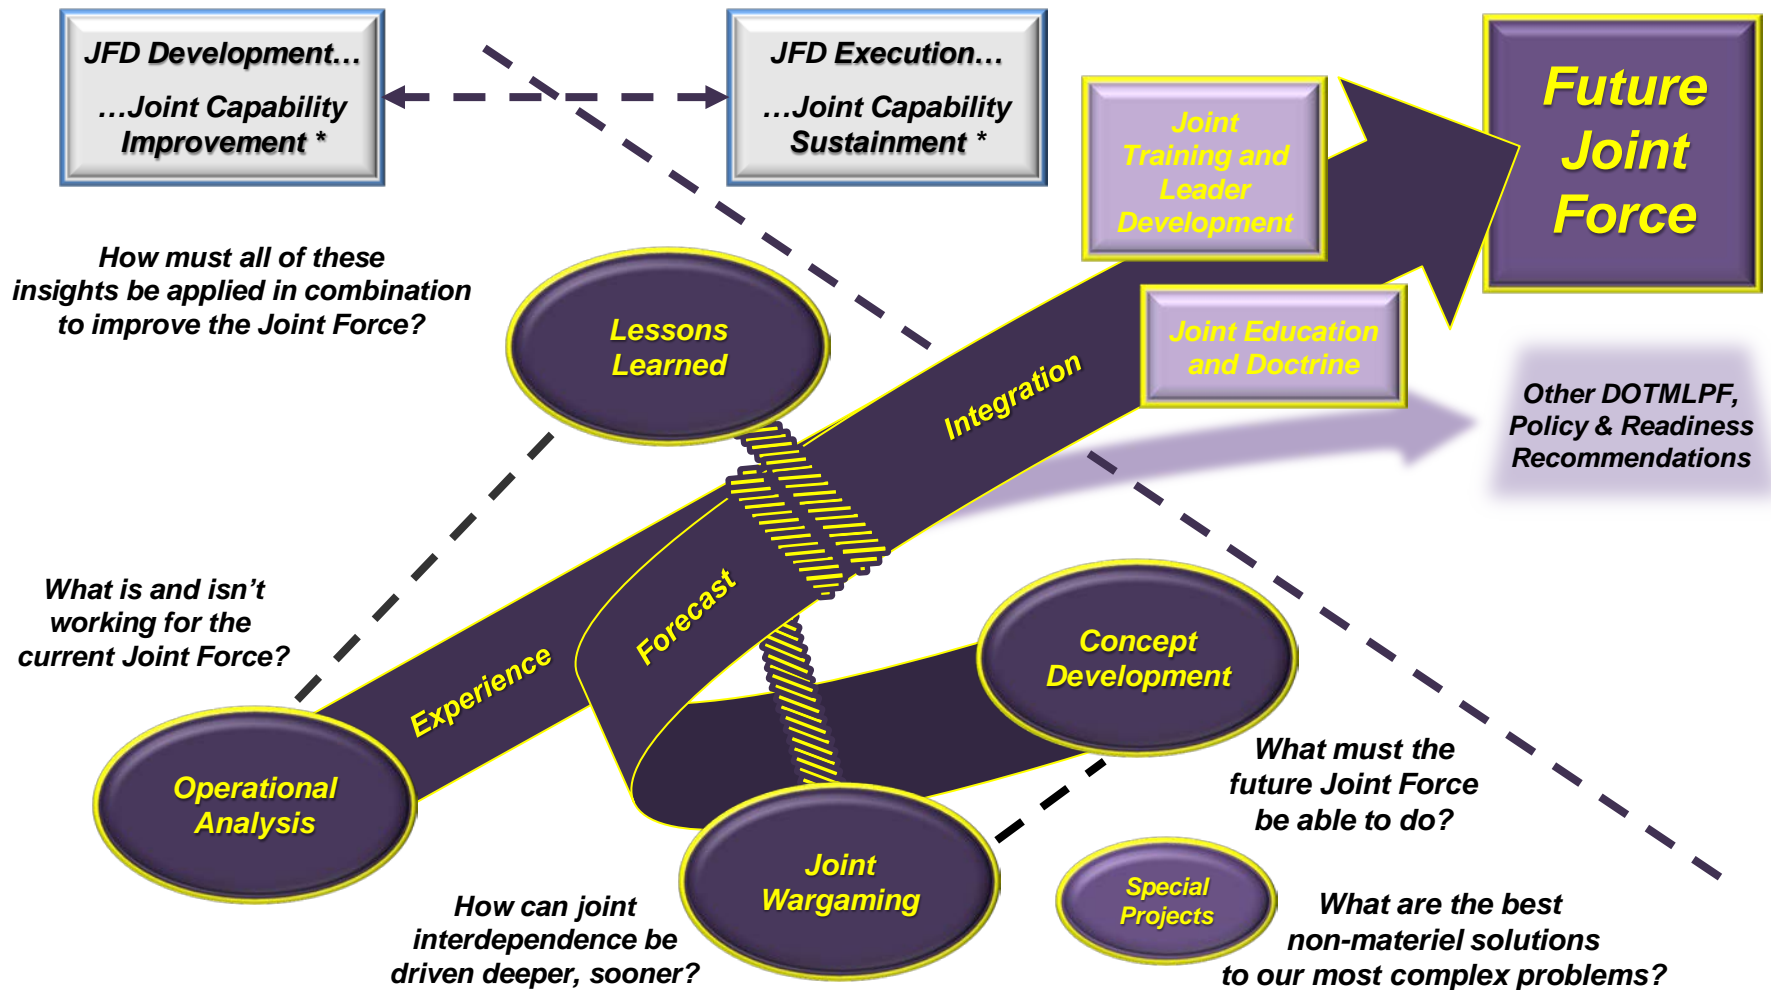 JFD Development…
…Joint Capability
Improvement *
JFD Execution…
…Joint Capability
Sustainment *
Joint
Training and
Leader
Development
Future
Joint
Force
How must all of these
insights be applied in combination
to improve the Joint Force?
Lessons
Learned
Integration
Joint Education
and Doctrine
Other DOTMLPF,
Policy & Readiness
Recommendations
What is and isn’t
working for the
current Joint Force?
Experience
Forecast
Concept
Development
Operational
Analysis
What must the
future Joint Force
be able to do?
Joint
Wargaming
How can joint
interdependence be
driven deeper, sooner?
Special
Projects
What are the best
non-materiel solutions
to our most complex problems?